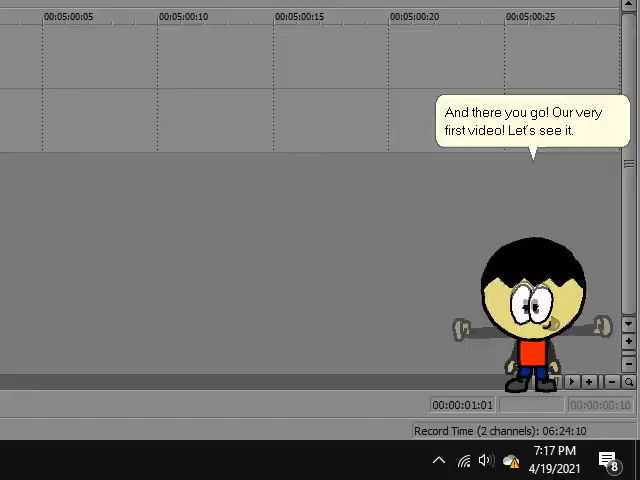 00:05:00:05 00:05:00:10 00:05:00:15 00:05:00:20 00:05:00:25
And there you go! Our very
first video! Let's see it.
00:00:01:01 00:00:00:10
Record Time (2 channels): 06:24:10
7:17 PM
4/19/2021
8